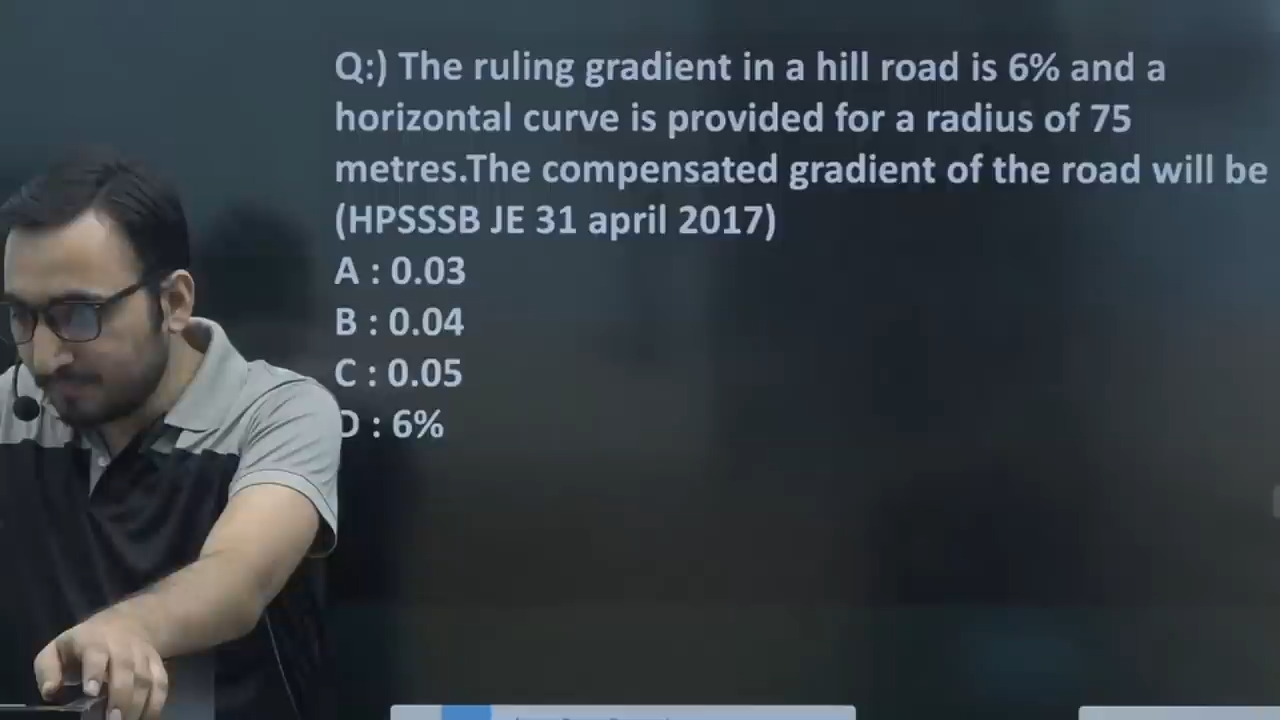 Q:) The ruling gradient in a hill road is 6% and a
horizontal curve is provided for a radius of 75
metres.The compensated gradient of the road will be
(HPSSSB JE 31 april 2017)
A : 0.03
B : 0.04
C : 0.05
D : 6%